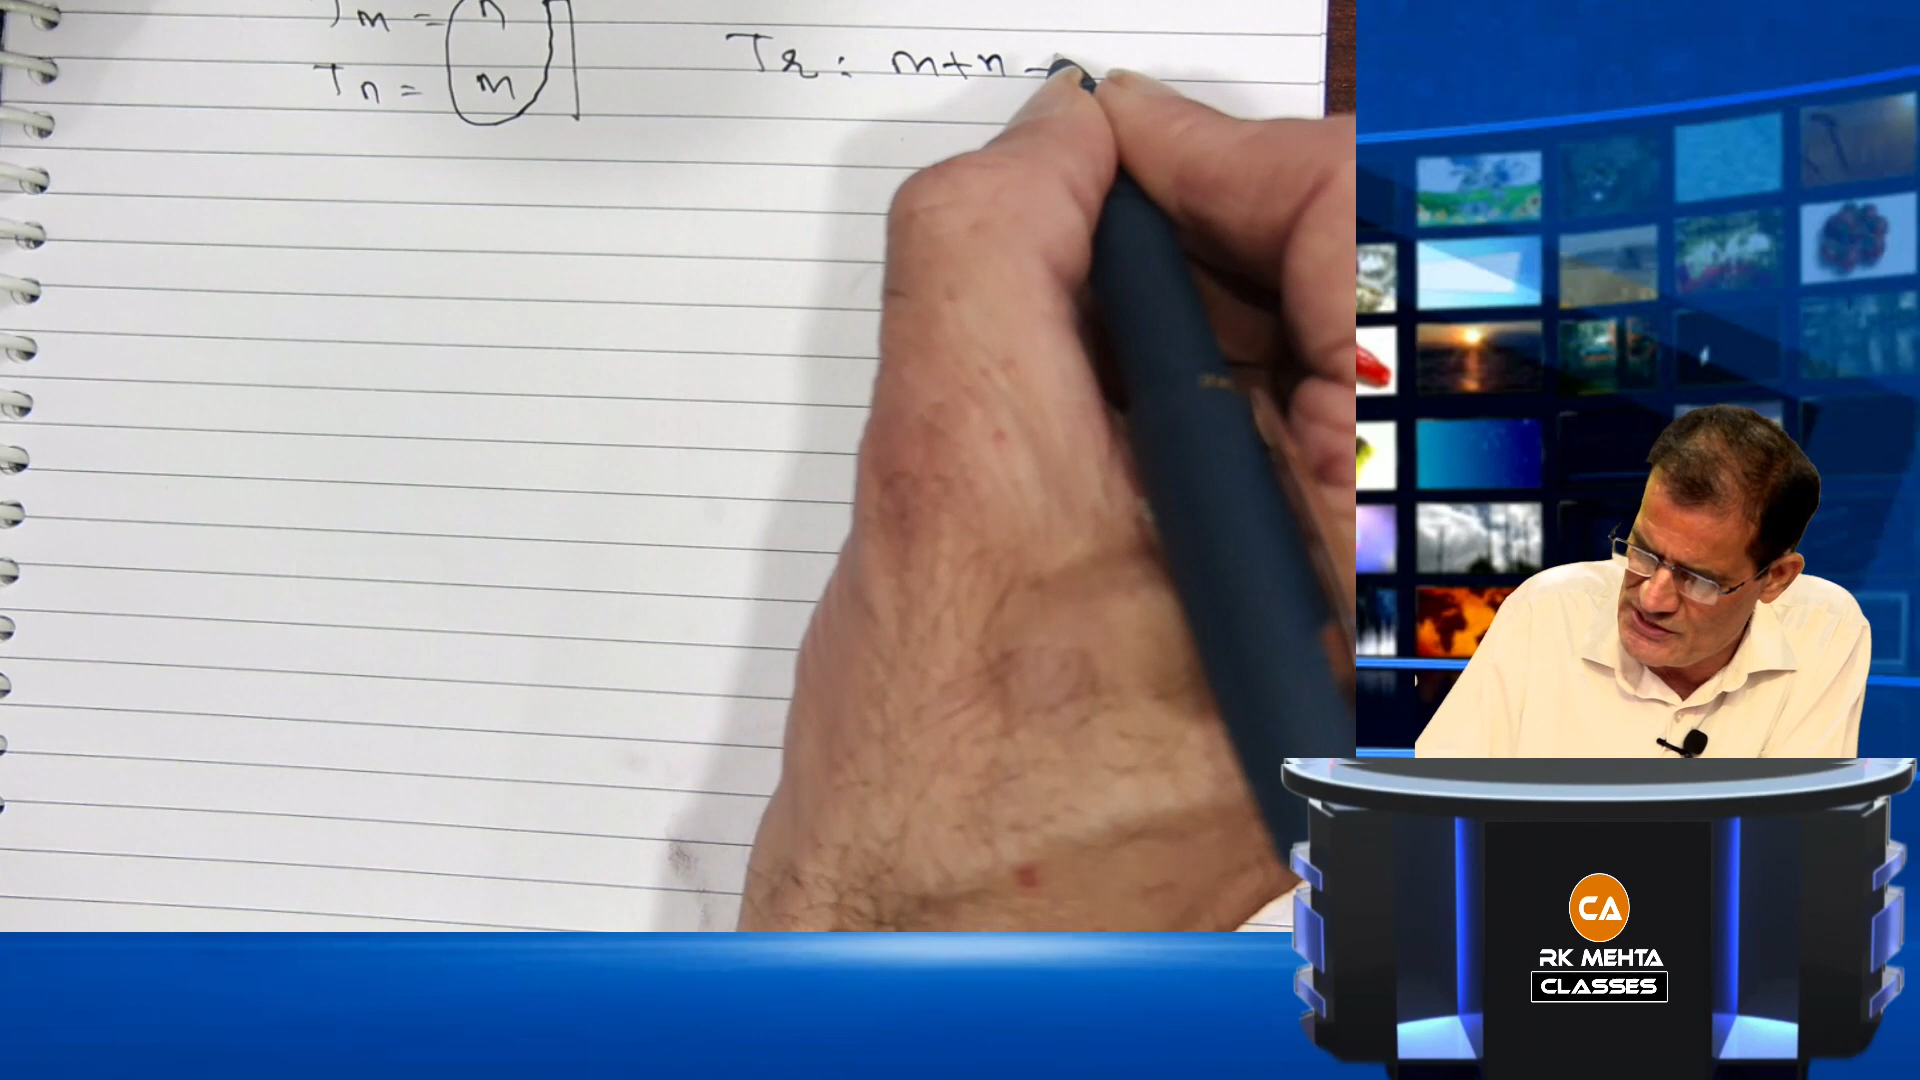 Tm = n
Tn = m
Tr : m+n -
CA
RK MEHTA
CLASSES